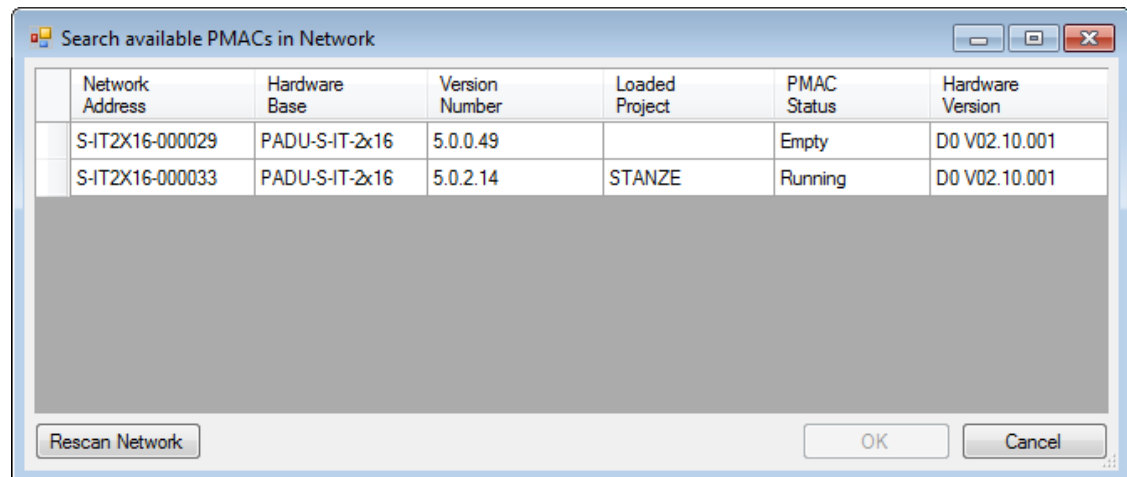 Search available PMACs in Network
Network Address Hardware Base Version Number Loaded Project PMAC Status Hardware Version
S-IT2X16-000029 PADU-S-IT-2x16 5.0.0.49 Empty D0 V02.10.001
S-IT2X16-000033 PADU-S-IT-2x16 5.0.2.14 STANZE Running D0 V02.10.001
Rescan Network OK Cancel